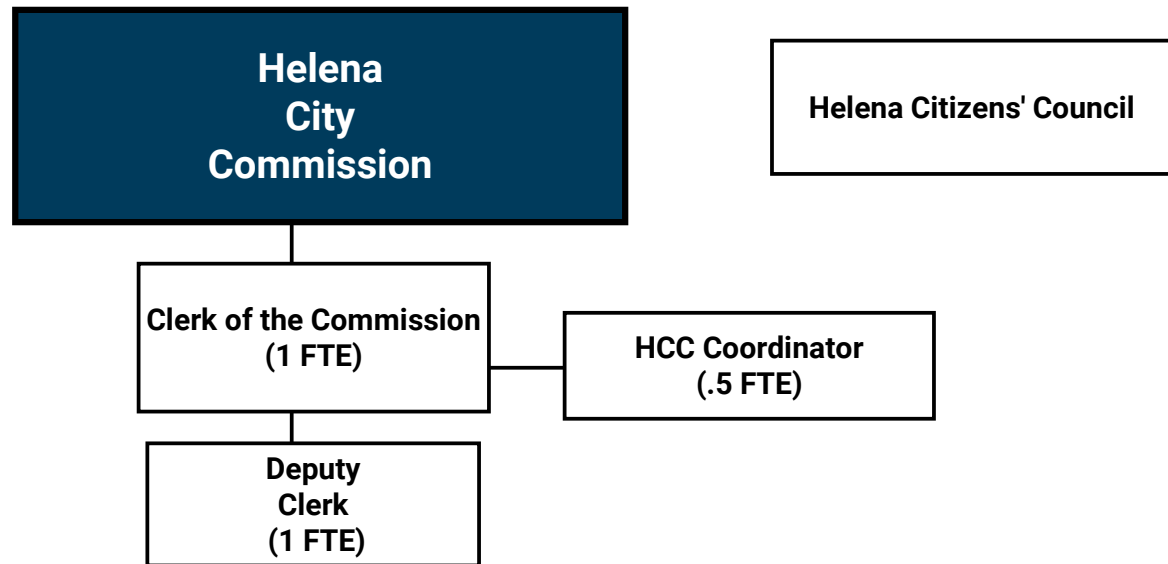 Helena
City
Commission
Helena Citizens' Council
Clerk of the Commission
(1 FTE)
HCC Coordinator
(.5 FTE)
Deputy
Clerk
(1 FTE)